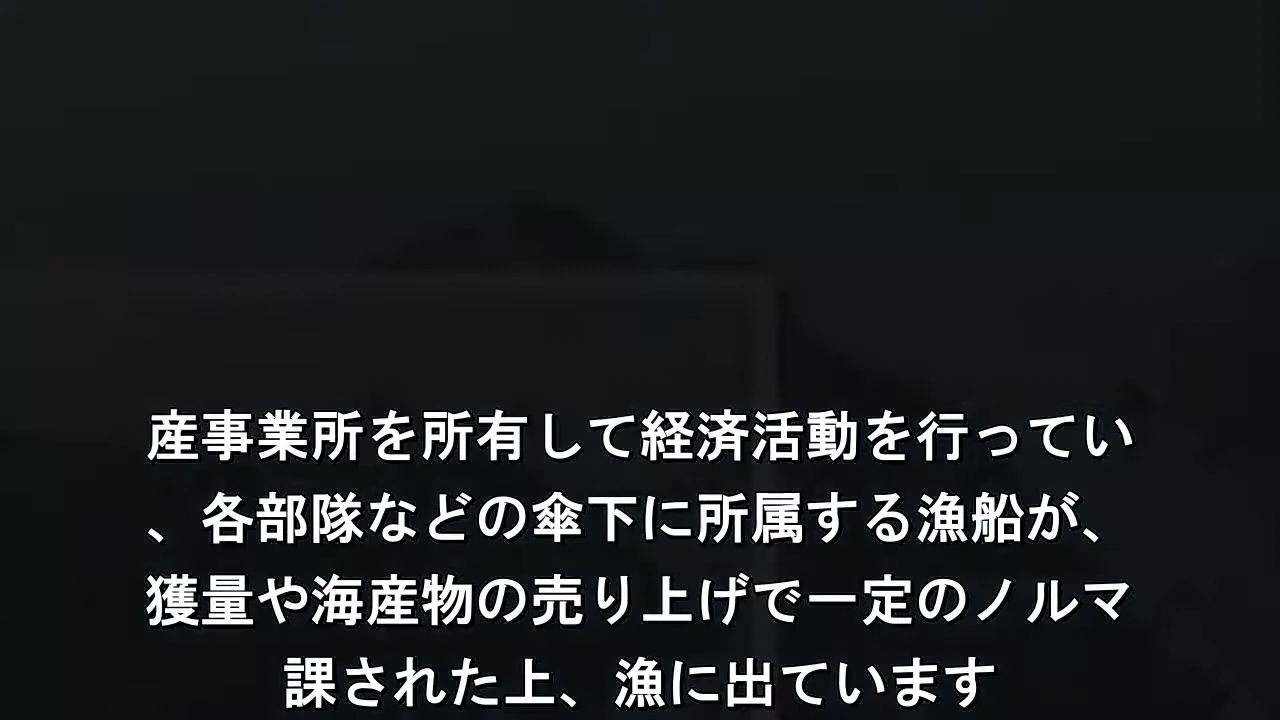 産事業所を所有して経済活動を行ってい
、各部隊などの傘下に所属する漁船が、
獲量や海産物の売り上げで一定のノルマ
課された上、漁に出ています